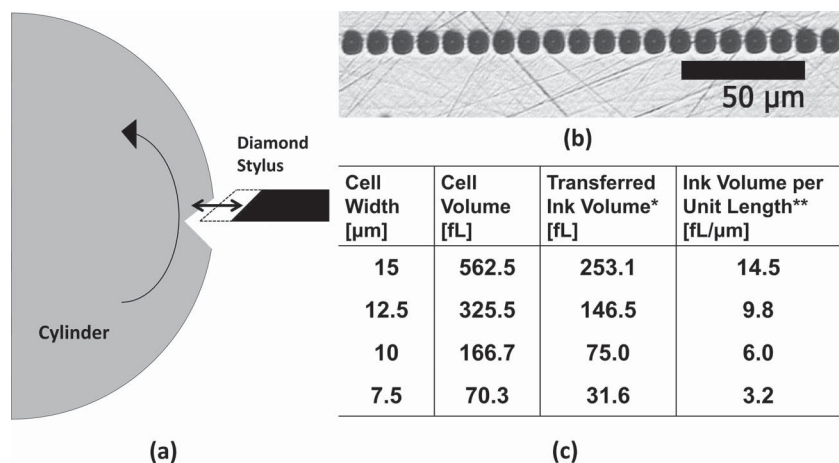 Diamond
Stylus
Cylinder
(a)
50 µm
(b)
Cell Width [µm] Cell Volume [fL] Transferred Ink Volume* [fL] Ink Volume per Unit Length** [fL/µm]
15 562.5 253.1 14.5
12.5 325.5 146.5 9.8
10 166.7 75.0 6.0
7.5 70.3 31.6 3.2
(c)